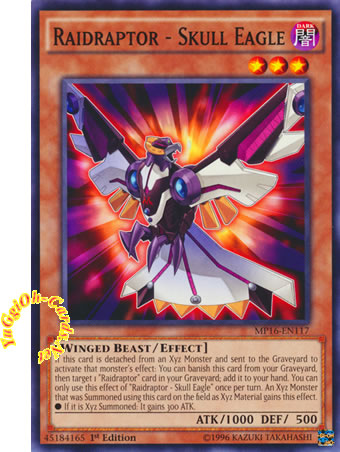 RAIDRAPTOR - SKULL EAGLE
DARK
闇
MP16-EN117
[WINGED BEAST/EFFECT]
If this card is detached from an Xyz Monster and sent to the Graveyard to
activate that monster's effect: You can banish this card from your Graveyard,
then target 1 "Raidraptor" card in your Graveyard; add it to your hand. You can
only use this effect of "Raidraptor - Skull Eagle" once per turn. An Xyz Monster
that was Summoned using this card on the field as Xyz Material gains this effect.
● If it is Xyz Summoned: It gains 300 ATK.
ATK/1000 DEF/ 500
45184165 1st Edition
©1996 KAZUKI TAKAHASHI